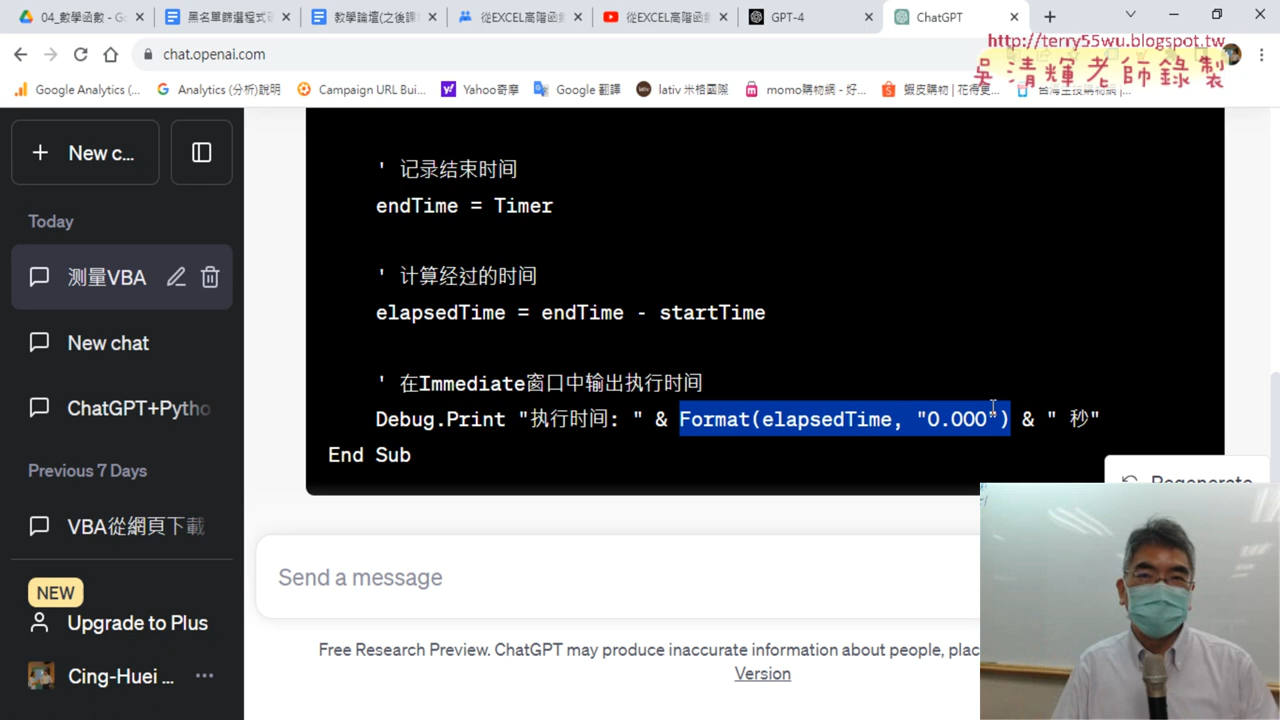 04_數學函數 - G
黑名單篩選程式碼
教學論壇(之後課
從EXCEL高階函
從EXCEL高階函
GPT-4
ChatGPT
http://terry55wu.blogspot.tw
chat.openai.com
吳清輝老師錄製
Google Analytics (...
Analytics (分析)說明
Campaign URL Bui...
Yahoo奇摩
Google 翻譯
lativ 米格國際
momo購物網 - 好...
蝦皮購物 | 花得更...
New c...
Today
测量VBA
New chat
ChatGPT+Pytho
Previous 7 Days
VBA從網頁下載
NEW
Upgrade to Plus
Cing-Huei ...
' 记录结束时间
endTime = Timer
' 计算经过的时间
elapsedTime = endTime - startTime
' 在Immediate窗口中输出执行时间
Debug.Print "执行时间: " & Format(elapsedTime, "0.000") & " 秒"
End Sub
Regenerate
Send a message
Free Research Preview. ChatGPT may produce inaccurate information about people, plac
Version